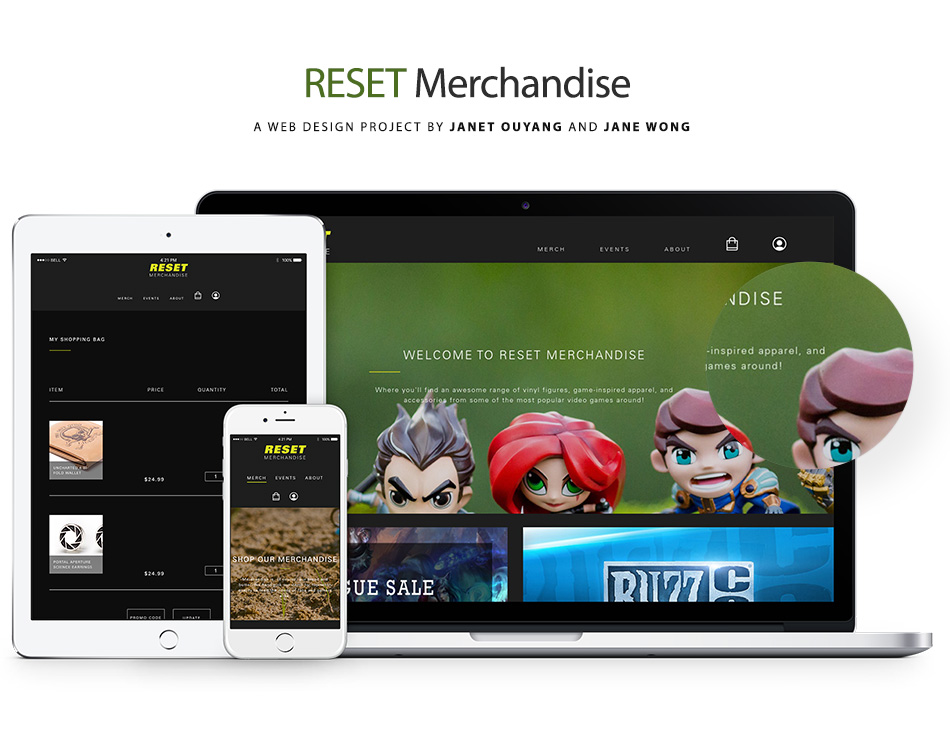 RESET Merchandise
A WEB DESIGN PROJECT BY JANET OUYANG AND JANE WONG
MERCH
EVENTS
ABOUT
WELCOME TO RESET MERCHANDISE
Where you'll find an awesome range of vinyl figures, game-inspired apparel, and
accessories from some of the most popular video games around!
NDISE
-inspired apparel, and
games around!
GUE SALE
BELL
4:21 PM
100%
RESET
MERCHANDISE
MERCH
EVENTS
ABOUT
MY SHOPPING BAG
ITEM
PRICE
QUANTITY
TOTAL
UNCHARTED 4 BI
FOLD WALLET
$24.99
1
PORTAL APERTURE
SCIENCE EARRINGS
$24.99
1
PROMO CODE
UPDATE
BELL
4:21 PM
100%
RESET
MERCHANDISE
MERCH
EVENTS
ABOUT
SHOP OUR MERCHANDISE